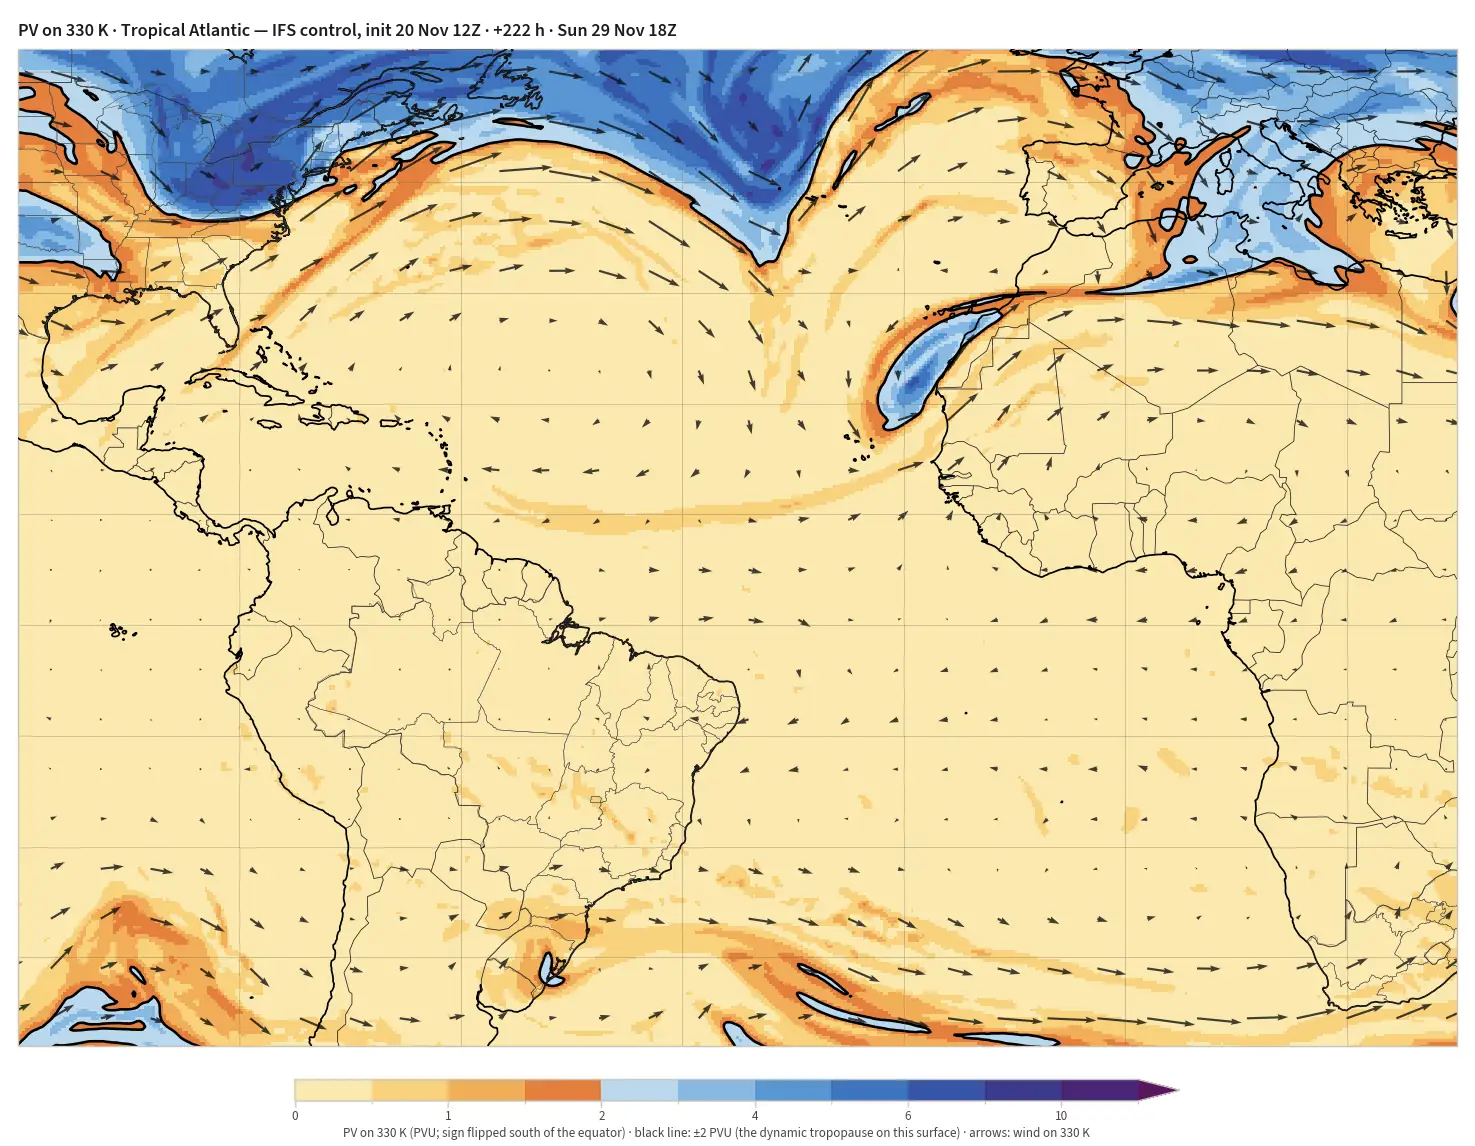 PV on 330 K · Tropical Atlantic — IFS control, init 20 Nov 12Z · +222 h · Sun 29 Nov 18Z
0 1 2 4 6 10
PV on 330 K (PVU; sign flipped south of the equator) · black line: ±2 PVU (the dynamic tropopause on this surface) · arrows: wind on 330 K